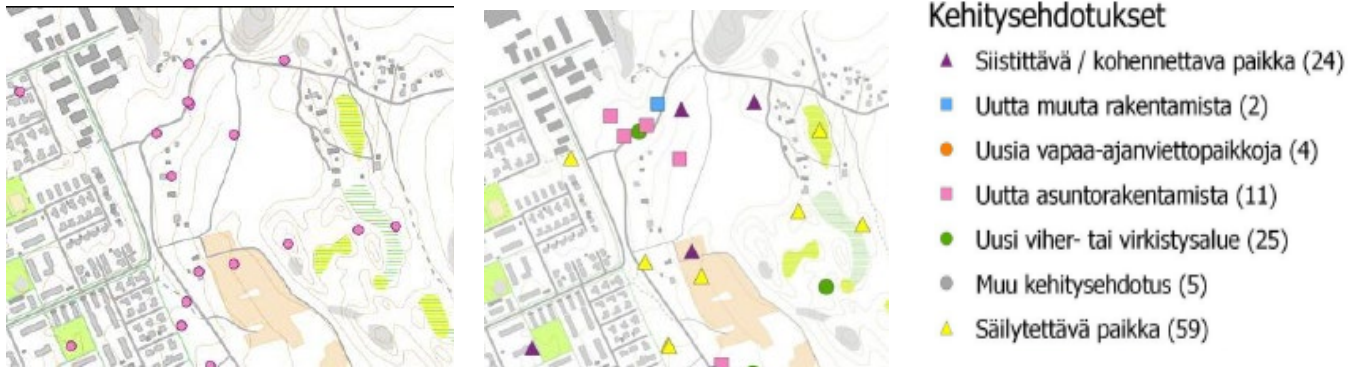 Kehitysehdotukset
Siistittävä / kohennettava paikka (24)
Uutta muuta rakentamista (2)
Uusia vapaa-ajanviettopaikkoja (4)
Uutta asuntorakentamista (11)
Uusi viher- tai virkistysalue (25)
Muu kehitysehdotus (5)
Säilytettävä paikka (59)